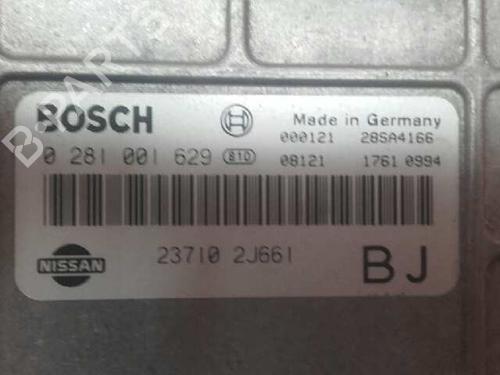 B-PARTS
BOSCH
Made in Germany
000121 28SA4166
0 281 001 629 810
08121 1761 0994
NISSAN
23710 2J661
BJ